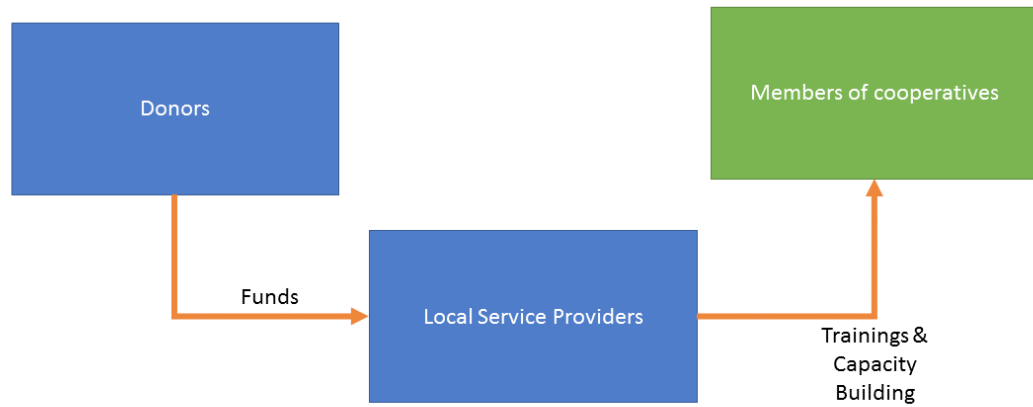 Donors
Members of cooperatives
Funds
Local Service Providers
Trainings &
Capacity
Building